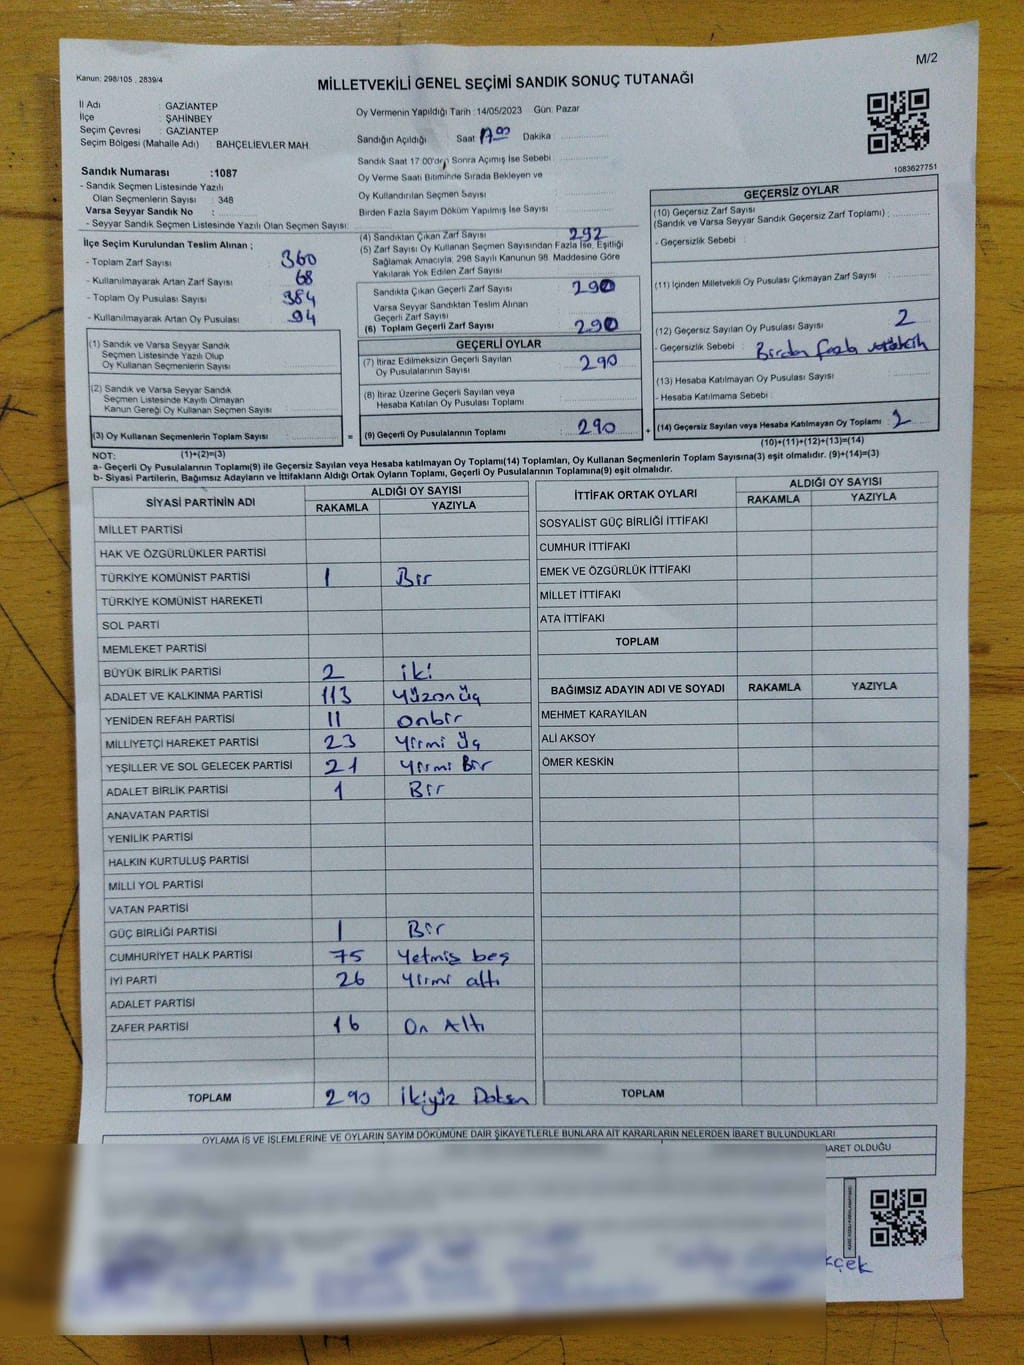 M/2
Kanun: 298/105 , 2839/4
MİLLETVEKİLİ GENEL SEÇİMİ SANDIK SONUÇ TUTANAĞI
İl Adı : GAZİANTEP
İlçe : ŞAHİNBEY
Seçim Çevresi : GAZİANTEP
Seçim Bölgesi (Mahalle Adı) : BAHÇELİEVLER MAH.
Oy Vermenin Yapıldığı Tarih :14/05/2023 Gün: Pazar
Sandığın Açıldığı Saat 17:00 Dakika :
Sandık Saat 17.00'den Sonra Açımış İse Sebebi
Oy Verme Saati Bitiminde Sırada Bekleyen ve
Oy Kullandırılan Seçmen Sayısı
Birden Fazla Sayım Döküm Yapılmış İse Sayısı
1083627751
Sandık Numarası :1087
- Sandık Seçmen Listesinde Yazılı
Olan Seçmenlerin Sayısı : 348
Varsa Seyyar Sandık No :
- Seyyar Sandık Seçmen Listesinde Yazılı Olan Seçmen Sayısı:
İlçe Seçim Kurulundan Teslim Alınan ;
- Toplam Zarf Sayısı : 360
- Kullanılmayarak Artan Zarf Sayısı : 68
- Toplam Oy Pusulası Sayısı : 384
- Kullanılmayarak Artan Oy Pusulası : 94
(4) Sandıktan Çıkan Zarf Sayısı : 292
(5) Zarf Sayısı Oy Kullanan Seçmen Sayısından Fazla İse, Eşitliği
Sağlamak Amacıyla, 298 Sayılı Kanunun 98. Maddesine Göre
Yakılarak Yok Edilen Zarf Sayısı :
Sandıkta Çıkan Geçerli Zarf Sayısı : 290
Varsa Seyyar Sandıktan Teslim Alınan
Geçerli Zarf Sayısı :
(6) Toplam Geçerli Zarf Sayısı : 290
GEÇERSİZ OYLAR
(10) Geçersiz Zarf Sayısı
(Sandık ve Varsa Seyyar Sandık Geçersiz Zarf Toplamı) :
- Geçersizlik Sebebi :
(11) İçinden Milletvekili Oy Pusulası Çıkmayan Zarf Sayısı :
(12) Geçersiz Sayılan Oy Pusulası Sayısı : 2
- Geçersizlik Sebebi : Birden fazla
(13) Hesaba Katılmayan Oy Pusulası Sayısı :
- Hesaba Katılmama Sebebi :
(14) Geçersiz Sayılan veya Hesaba Katılmayan Oy Toplamı : 2
(10)+(11)+(12)+(13)=(14)
(1) Sandık ve Varsa Seyyar Sandık
Seçmen Listesinde Yazılı Olup
Oy Kullanan Seçmenlerin Sayısı :
(2) Sandık ve Varsa Seyyar Sandık
Seçmen Listesinde Kayıtlı Olmayan
Kanun Gereği Oy Kullanan Seçmen Sayısı :
(3) Oy Kullanan Seçmenlerin Toplam Sayısı :
=
(1)+(2)=(3)
GEÇERLİ OYLAR
(7) İtiraz Edilmeksizin Geçerli Sayılan
Oy Pusulalarının Sayısı : 290
(8) İtiraz Üzerine Geçerli Sayılan veya
Hesaba Katılan Oy Pusulası Toplamı :
(9) Geçerli Oy Pusulalarının Toplamı : 290
+
NOT:
a- Geçerli Oy Pusulalarının Toplamı(9) ile Geçersiz Sayılan veya Hesaba katılmayan Oy Toplamı(14) Toplamları, Oy Kullanan Seçmenlerin Toplam Sayısına(3) eşit olmalıdır. (9)+(14)=(3)
b- Siyasi Partilerin, Bağımsız Adayların ve İttifakların Aldığı Ortak Oyların Toplamı, Geçerli Oy Pusulalarının Toplamına(9) eşit olmalıdır.
SİYASİ PARTİNİN ADI ALDIĞI OY SAYISI
RAKAMLA YAZIYLA
MİLLET PARTİSİ
HAK VE ÖZGÜRLÜKLER PARTİSİ
TÜRKİYE KOMÜNİST PARTİSİ 1 Bir
TÜRKİYE KOMÜNİST HAREKETİ
SOL PARTİ
MEMLEKET PARTİSİ
BÜYÜK BİRLİK PARTİSİ 2 iki
ADALET VE KALKINMA PARTİSİ 113 Yüzonüç
YENİDEN REFAH PARTİSİ 11 onbir
MİLLİYETÇİ HAREKET PARTİSİ 23 Yirmi Üç
YEŞİLLER VE SOL GELECEK PARTİSİ 21 Yirmi Bir
ADALET BİRLİK PARTİSİ 1 Bir
ANAVATAN PARTİSİ
YENİLİK PARTİSİ
HALKIN KURTULUŞ PARTİSİ
MİLLİ YOL PARTİSİ
VATAN PARTİSİ
GÜÇ BİRLİĞİ PARTİSİ 1 Bir
CUMHURİYET HALK PARTİSİ 75 Yetmiş beş
İYİ PARTİ 26 Yirmi altı
ADALET PARTİSİ
ZAFER PARTİSİ 16 On Altı
TOPLAM 290 İkiyüz Doksan
İTTİFAK ORTAK OYLARI ALDIĞI OY SAYISI
RAKAMLA YAZIYLA
SOSYALİST GÜÇ BİRLİĞİ İTTİFAKI
CUMHUR İTTİFAKI
EMEK VE ÖZGÜRLÜK İTTİFAKI
MİLLET İTTİFAKI
ATA İTTİFAKI
TOPLAM
BAĞIMSIZ ADAYIN ADI VE SOYADI RAKAMLA YAZIYLA
MEHMET KARAYILAN
ALİ AKSOY
ÖMER KESKİN
TOPLAM
OYLAMA İŞ VE İŞLEMLERİNE VE OYLARIN SAYIM DÖKÜMÜNE DAİR ŞİKAYETLERLE BUNLARA AİT KARARLARIN NELERDEN İBARET BULUNDUKLARI
BARET OLDUĞU
kçek